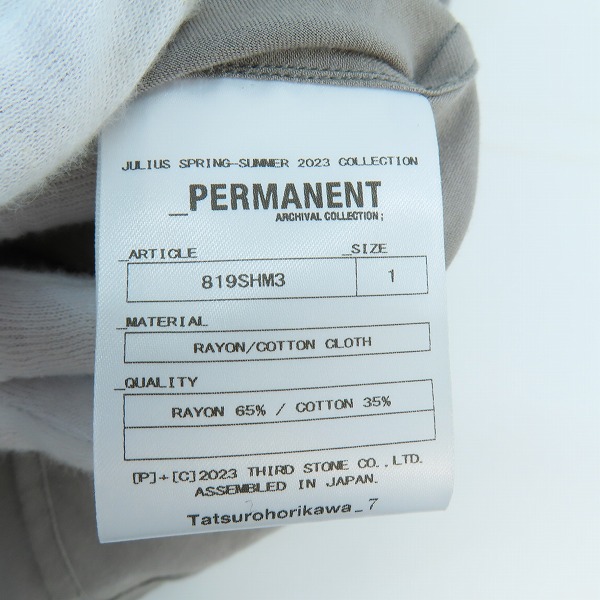 JULIUS SPRING-SUMMER 2023 COLLECTION
_PERMANENT
ARCHIVAL COLLECTION;
_ARTICLE _SIZE
819SHM3 1
_MATERIAL
RAYON/COTTON CLOTH
_QUALITY
RAYON 65% / COTTON 35%
[P]+[C]2023 THIRD STONE CO.,LTD.
ASSEMBLED IN JAPAN.
Tatsurohorikawa_7